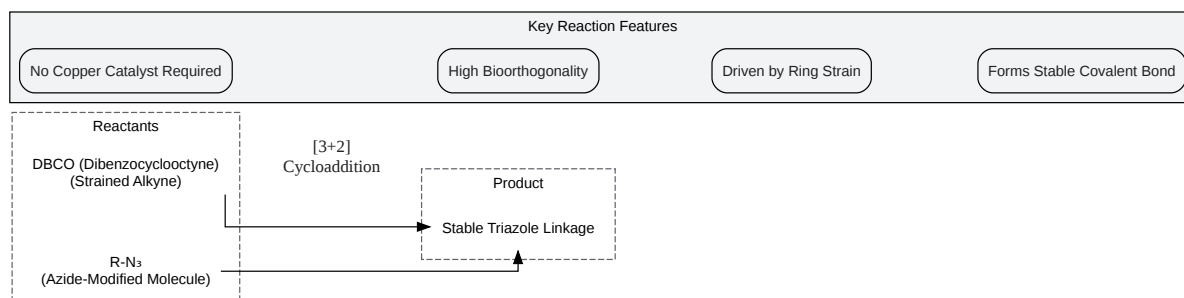 Key Reaction Features
No Copper Catalyst Required
High Bioorthogonality
Driven by Ring Strain
Forms Stable Covalent Bond
Reactants
DBCO (Dibenzocyclooctyne)
(Strained Alkyne)
[3+2]
Cycloaddition
Product
Stable Triazole Linkage
R-N₃
(Azide-Modified Molecule)